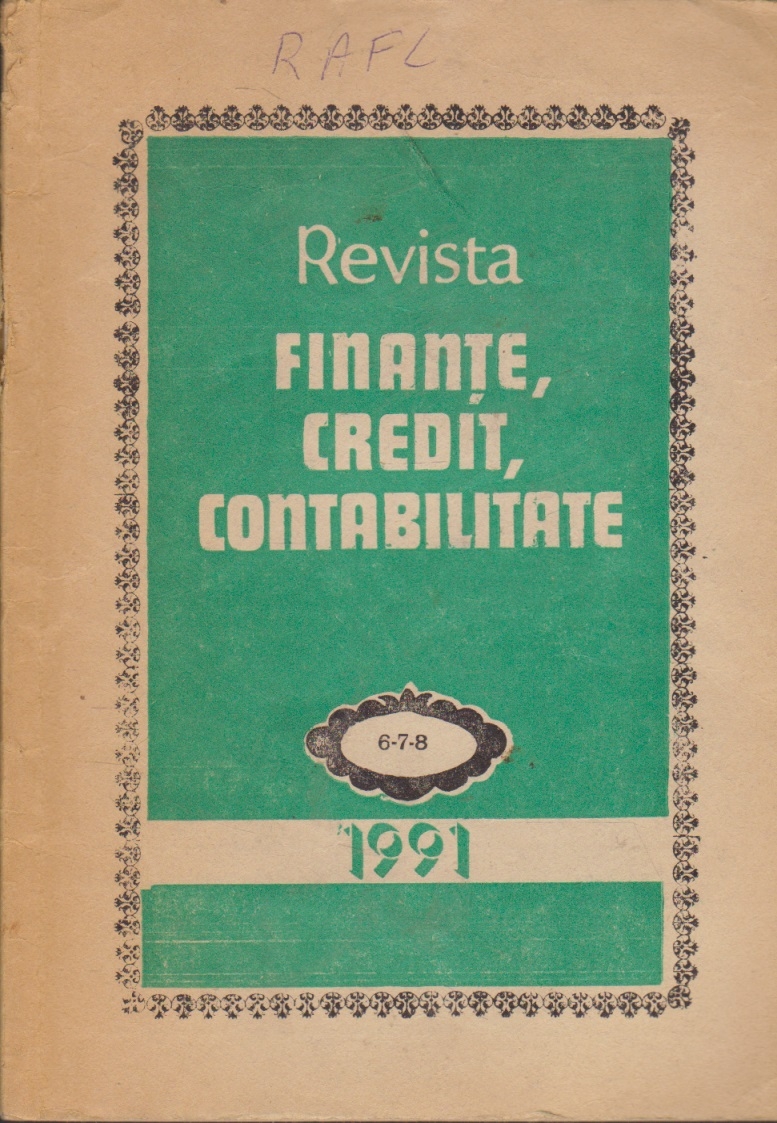 RAFL
Revista
FINANȚE,
CREDIT,
CONTABILITATE
6-7-8
1991